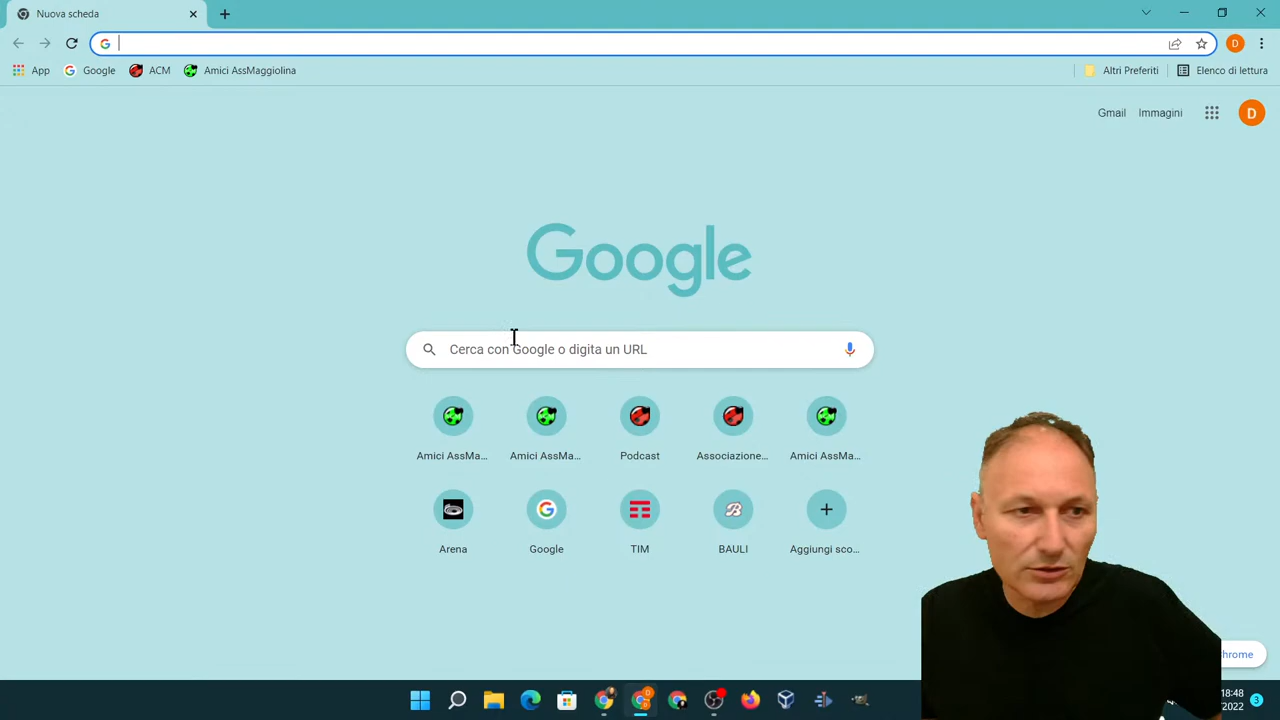 Nuova scheda
App
Google
ACM
Amici AssMaggiolina
Altri Preferiti
Elenco di lettura
Gmail
Immagini
D
Google
Cerca con Google o digita un URL
Amici AssMa...
Amici AssMa...
Podcast
Associazione...
Amici AssMa...
Arena
Google
TIM
BAULI
Aggiungi sco...
18:48
2022
3